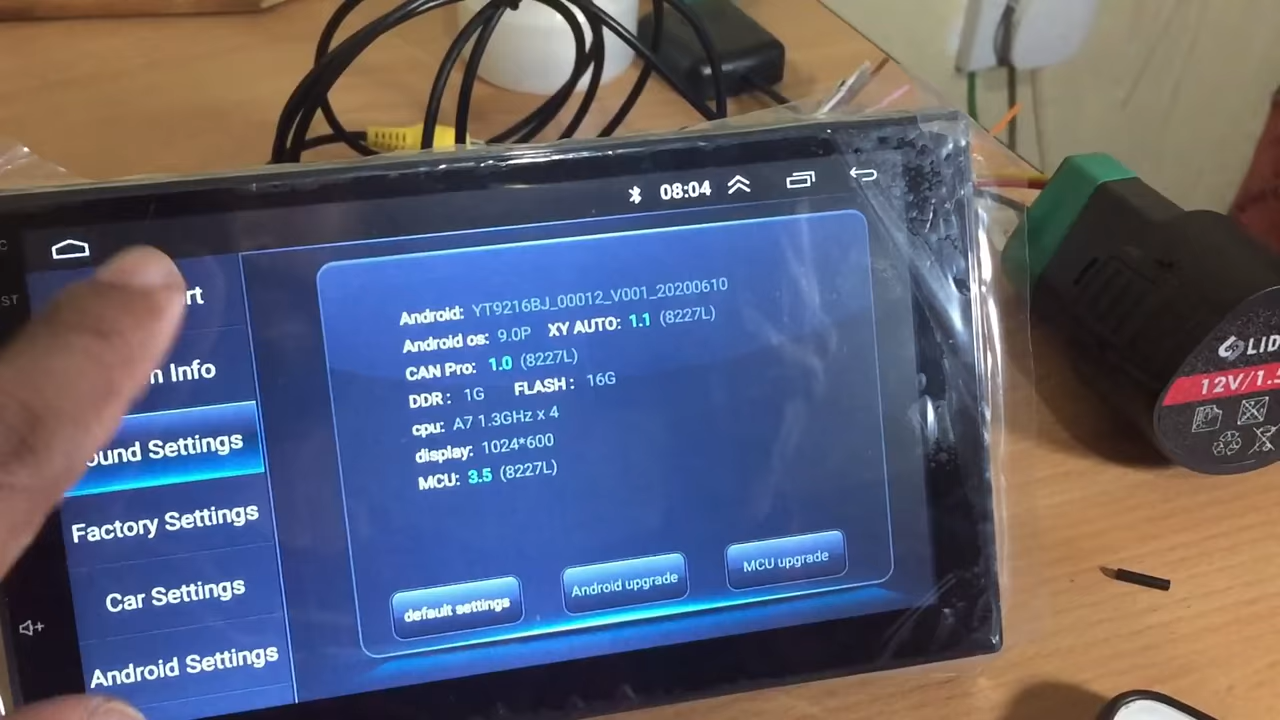 08:04
Android: YT9216BJ_00012_V001_20200610
Android os: 9.0P XY AUTO: 1.1 (8227L)
CAN Pro: 1.0 (8227L)
DDR: 1G FLASH: 16G
cpu: A7 1.3GHz x 4
display: 1024*600
MCU: 3.5 (8227L)
default settings Android upgrade MCU upgrade
Info
Settings
Factory Settings
Car Settings
Android Settings
ST
12V/1.5